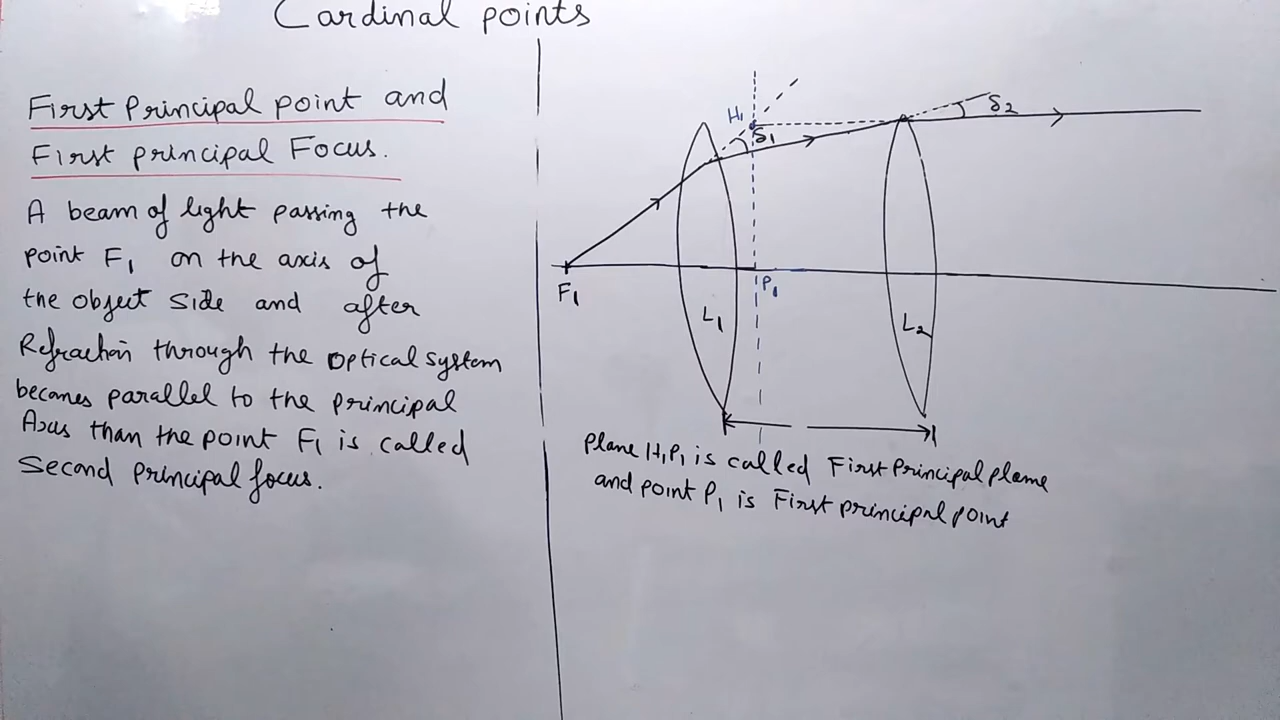 Cardinal points
First Principal point and
First principal Focus.
A beam of light passing the
point F₁ on the axis of
the object side and after
Refraction through the optical system
becomes parallel to the principal
Axis than the point F₁ is called
Second principal focus.
H₁
δ₁
δ₂
F₁
P₁
L₁
L₂
Plane H₁P₁ is called First Principal plane
and point P₁ is First principal point